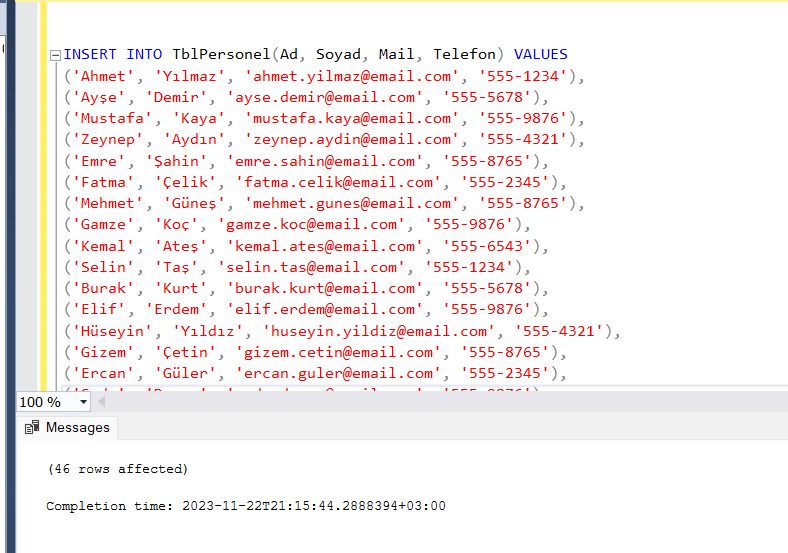 INSERT INTO TblPersonel(Ad, Soyad, Mail, Telefon) VALUES
('Ahmet', 'Yılmaz', 'ahmet.yilmaz@email.com', '555-1234'),
('Ayşe', 'Demir', 'ayse.demir@email.com', '555-5678'),
('Mustafa', 'Kaya', 'mustafa.kaya@email.com', '555-9876'),
('Zeynep', 'Aydın', 'zeynep.aydin@email.com', '555-4321'),
('Emre', 'Şahin', 'emre.sahin@email.com', '555-8765'),
('Fatma', 'Çelik', 'fatma.celik@email.com', '555-2345'),
('Mehmet', 'Güneş', 'mehmet.gunes@email.com', '555-8765'),
('Gamze', 'Koç', 'gamze.koc@email.com', '555-9876'),
('Kemal', 'Ateş', 'kemal.ates@email.com', '555-6543'),
('Selin', 'Taş', 'selin.tas@email.com', '555-1234'),
('Burak', 'Kurt', 'burak.kurt@email.com', '555-5678'),
('Elif', 'Erdem', 'elif.erdem@email.com', '555-9876'),
('Hüseyin', 'Yıldız', 'huseyin.yildiz@email.com', '555-4321'),
('Gizem', 'Çetin', 'gizem.cetin@email.com', '555-8765'),
('Ercan', 'Güler', 'ercan.guler@email.com', '555-2345'),
100 %
Messages
(46 rows affected)
Completion time: 2023-11-22T21:15:44.2888394+03:00